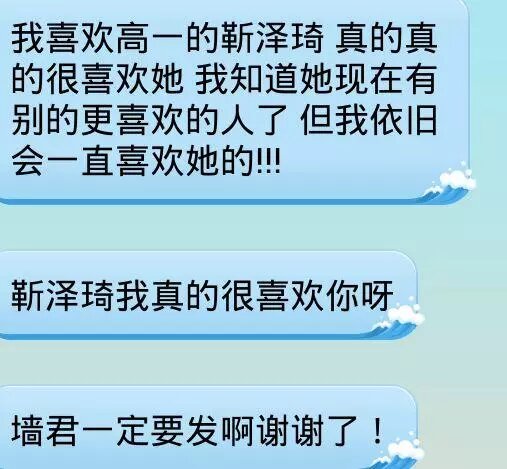 我喜欢高一的靳泽琦 真的真
的很喜欢她 我知道她现在有
别的更喜欢的人了 但我依旧
会一直喜欢她的!!!
靳泽琦我真的很喜欢你呀
墙君一定要发啊谢谢了！